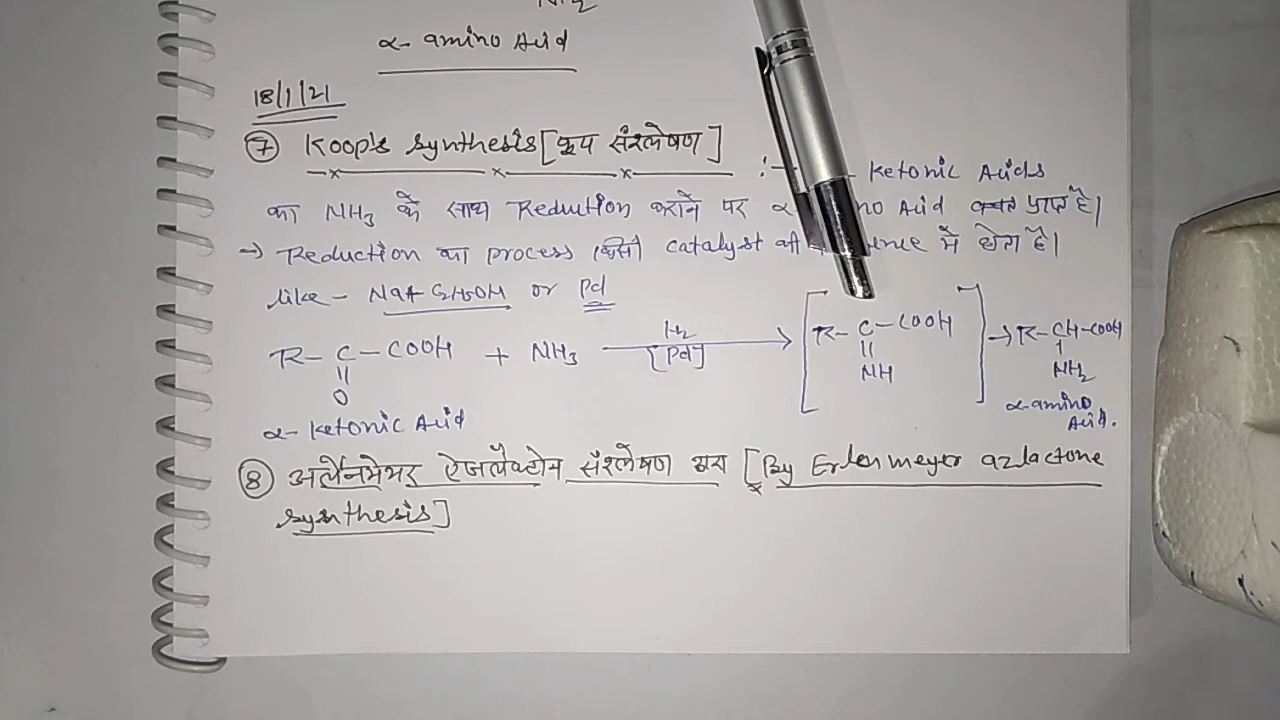 α- amino Acid
18/1/21
⑦ Koop's synthesis [कूप संश्लेषण] :- Ketonic Acids
का NH3 के साथ Reduction कराने पर α- no Acid प्राप्त है।
→ Reduction का process किसी catalyst की ence में होता है।
like - Na+ C2H5OH or Pd
R-C-COOH + NH3 H2 [Pd] → [R-C-COOH] → R-CH-COOH
|| O || NH NH2
α- Ketonic Acid α-amino Acid.
⑧ अर्लेनमेयर ऐजलैक्टोन संश्लेषण द्वारा [By Erlenmeyer azlactone
synthesis]